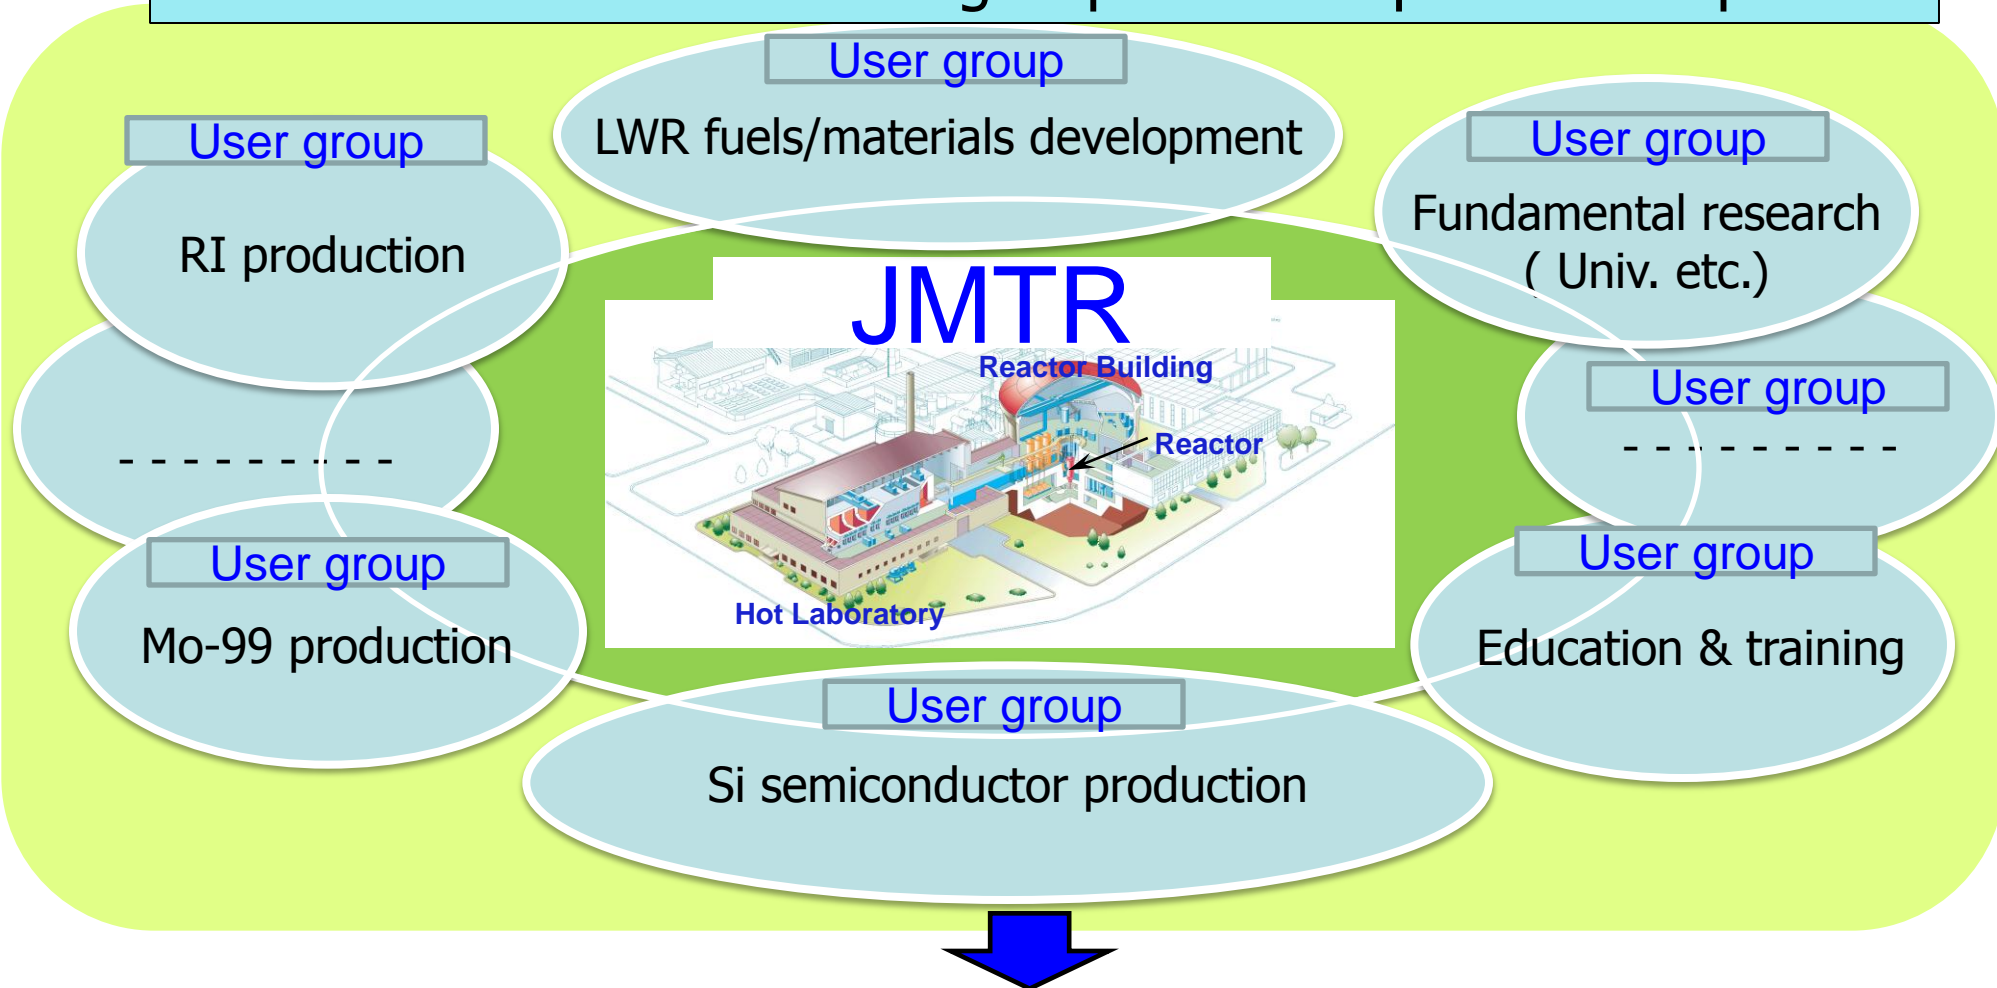 User group
LWR fuels/materials development
User group
RI production
User group
Fundamental research
( Univ. etc.)
JMTR
Reactor Building
Reactor
Hot Laboratory
- - - - - - - - -
User group
- - - - - - - - -
User group
Mo-99 production
User group
Education & training
User group
Si semiconductor production